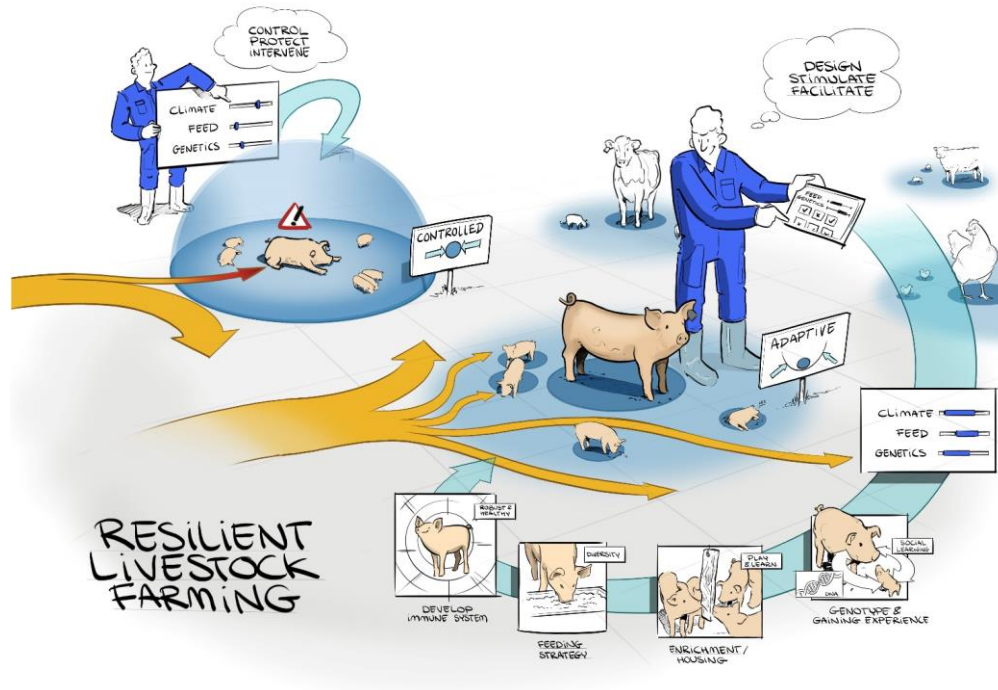 CONTROL
PROTECT
INTERVENE
CLIMATE
FEED
GENETICS
CONTROLLED
DESIGN
STIMULATE
FACILITATE
FEED
GENETICS
ADAPTIVE
CLIMATE
FEED
GENETICS
RESILIENT
LIVESTOCK
FARMING
ROBUST &
HEALTHY
DEVELOP
IMMUNE SYSTEM
DIVERSITY
FEEDING
STRATEGY
PLAY
& LEARN
ENRICHMENT/
HOUSING
SOCIAL
LEARNING
DNA
GENOTYPE &
GAINING EXPERIENCE